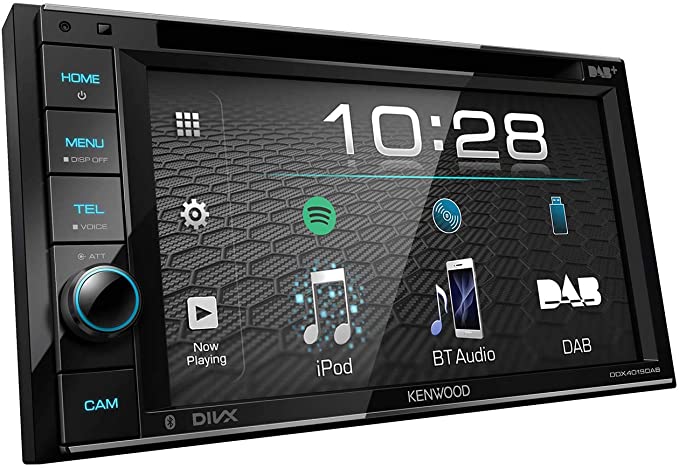 DAB+
HOME
MENU
DISP OFF
TEL
VOICE
ATT
CAM
10:28
Now
Playing
iPod
BT Audio
DAB
DAB
DIVX
KENWOOD
DDX4019DAB